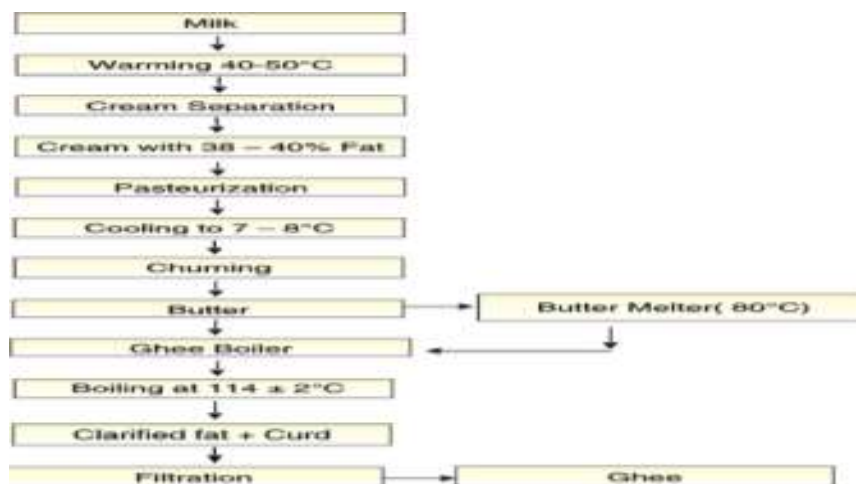 Milk
Warming 40-50°C
Cream Separation
Cream with 38 – 40% Fat
Pasteurization
Cooling to 7 – 8°C
Churning
Butter
Butter Melter( 80°C)
Ghee Boiler
Boiling at 114 ± 2°C
Clarified fat + Curd
Filtration
Ghee